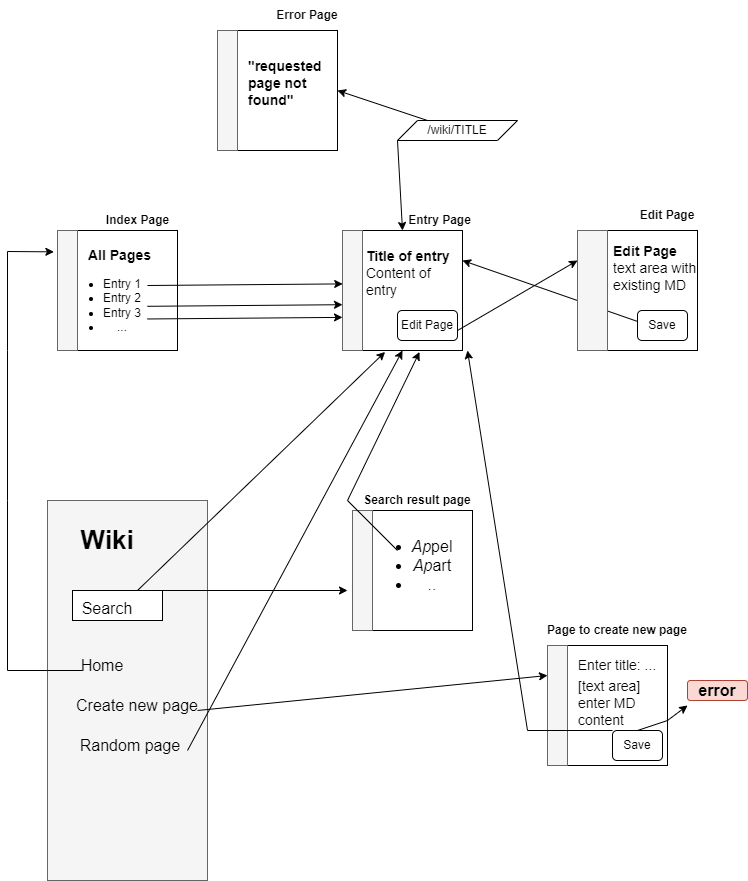 Error Page
"requested
page not
found"
/wiki/TITLE
Index Page
All Pages
Entry 1
Entry 2
Entry 3
...
Entry Page
Title of entry
Content of
entry
Edit Page
Edit Page
Edit Page
text area with
existing MD
Save
Wiki
Search
Home
Create new page
Random page
Search result page
Appel
Apart
..
Page to create new page
Enter title: ...
[text area]
enter MD
content
Save
error